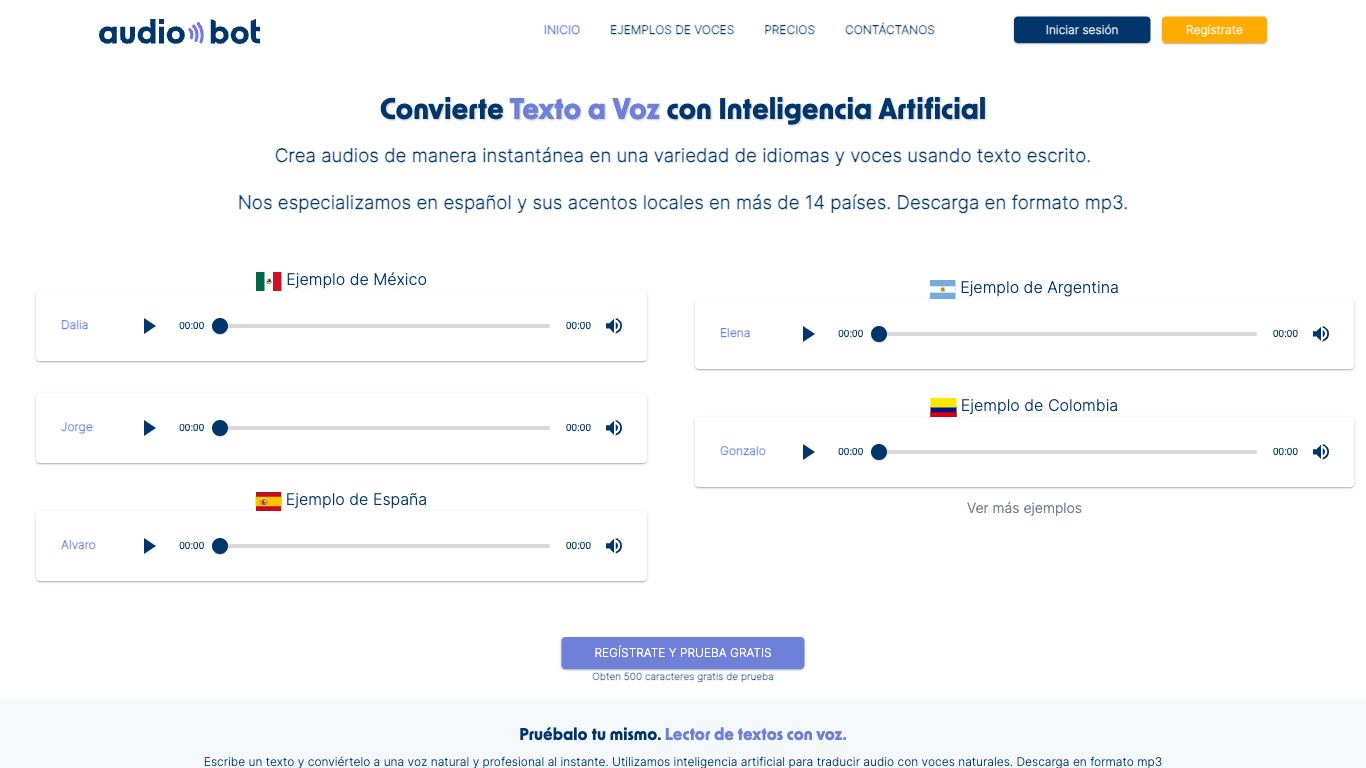 audio bot
INICIO
EJEMPLOS DE VOCES
PRECIOS
CONTÁCTANOS
Iniciar sesión
Regístrate
Convierte Texto a Voz con Inteligencia Artificial
Crea audios de manera instantánea en una variedad de idiomas y voces usando texto escrito.
Nos especializamos en español y sus acentos locales en más de 14 países. Descarga en formato mp3.
Ejemplo de México
Dalia 00:00 00:00
Jorge 00:00 00:00
Ejemplo de España
Alvaro 00:00 00:00
Ejemplo de Argentina
Elena 00:00 00:00
Ejemplo de Colombia
Gonzalo 00:00 00:00
Ver más ejemplos
REGÍSTRATE Y PRUEBA GRATIS
Obten 500 caracteres gratis de prueba
Pruébalo tu mismo. Lector de textos con voz.
Escribe un texto y conviértelo a una voz natural y profesional al instante. Utilizamos inteligencia artificial para traducir audio con voces naturales. Descarga en formato mp3